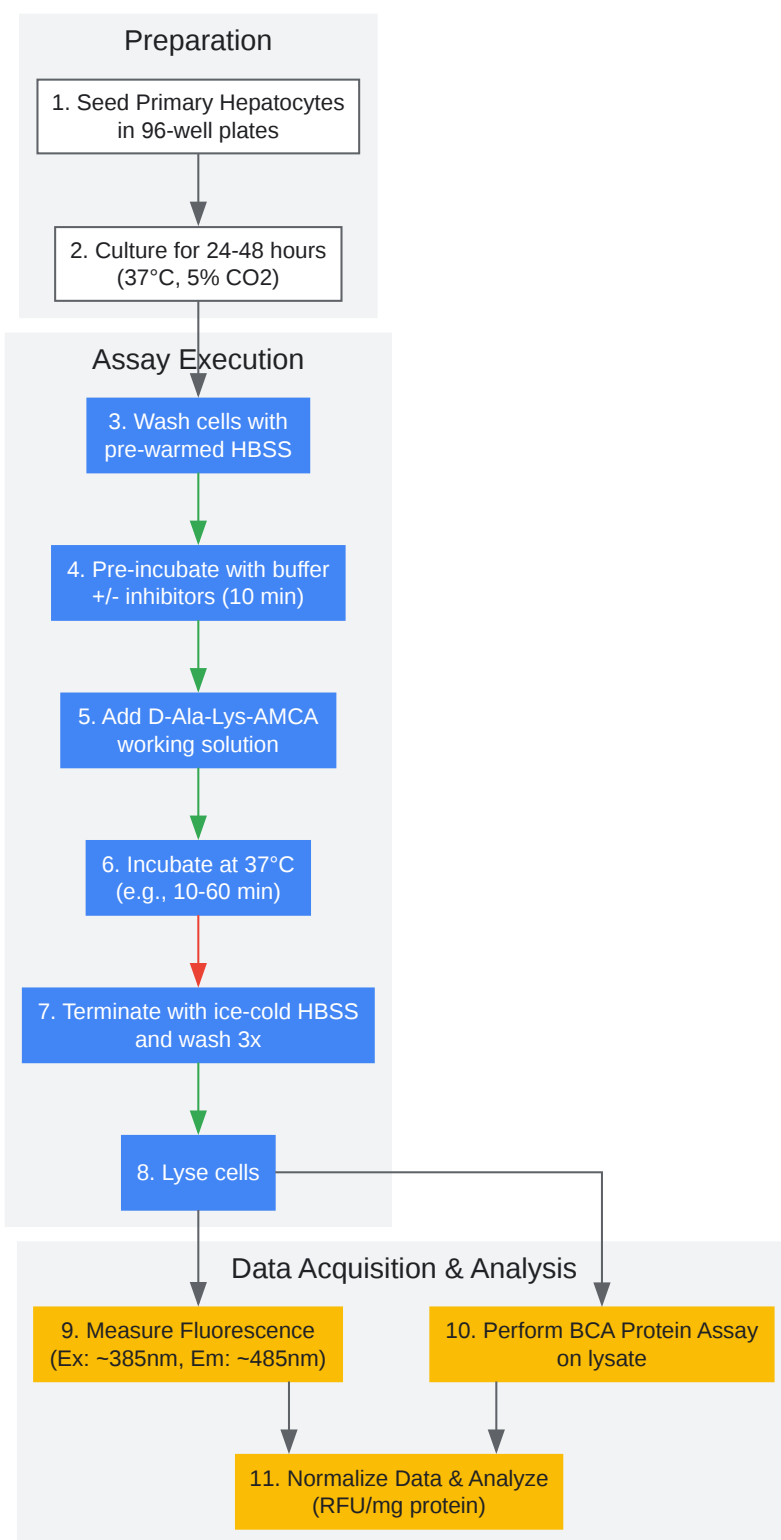 Preparation
1. Seed Primary Hepatocytes
in 96-well plates
2. Culture for 24-48 hours
(37°C, 5% CO2)
Assay Execution
3. Wash cells with
pre-warmed HBSS
4. Pre-incubate with buffer
+/- inhibitors (10 min)
5. Add D-Ala-Lys-AMCA
working solution
6. Incubate at 37°C
(e.g., 10-60 min)
7. Terminate with ice-cold HBSS
and wash 3x
8. Lyse cells
Data Acquisition & Analysis
9. Measure Fluorescence
(Ex: ~385nm, Em: ~485nm)
10. Perform BCA Protein Assay
on lysate
11. Normalize Data & Analyze
(RFU/mg protein)